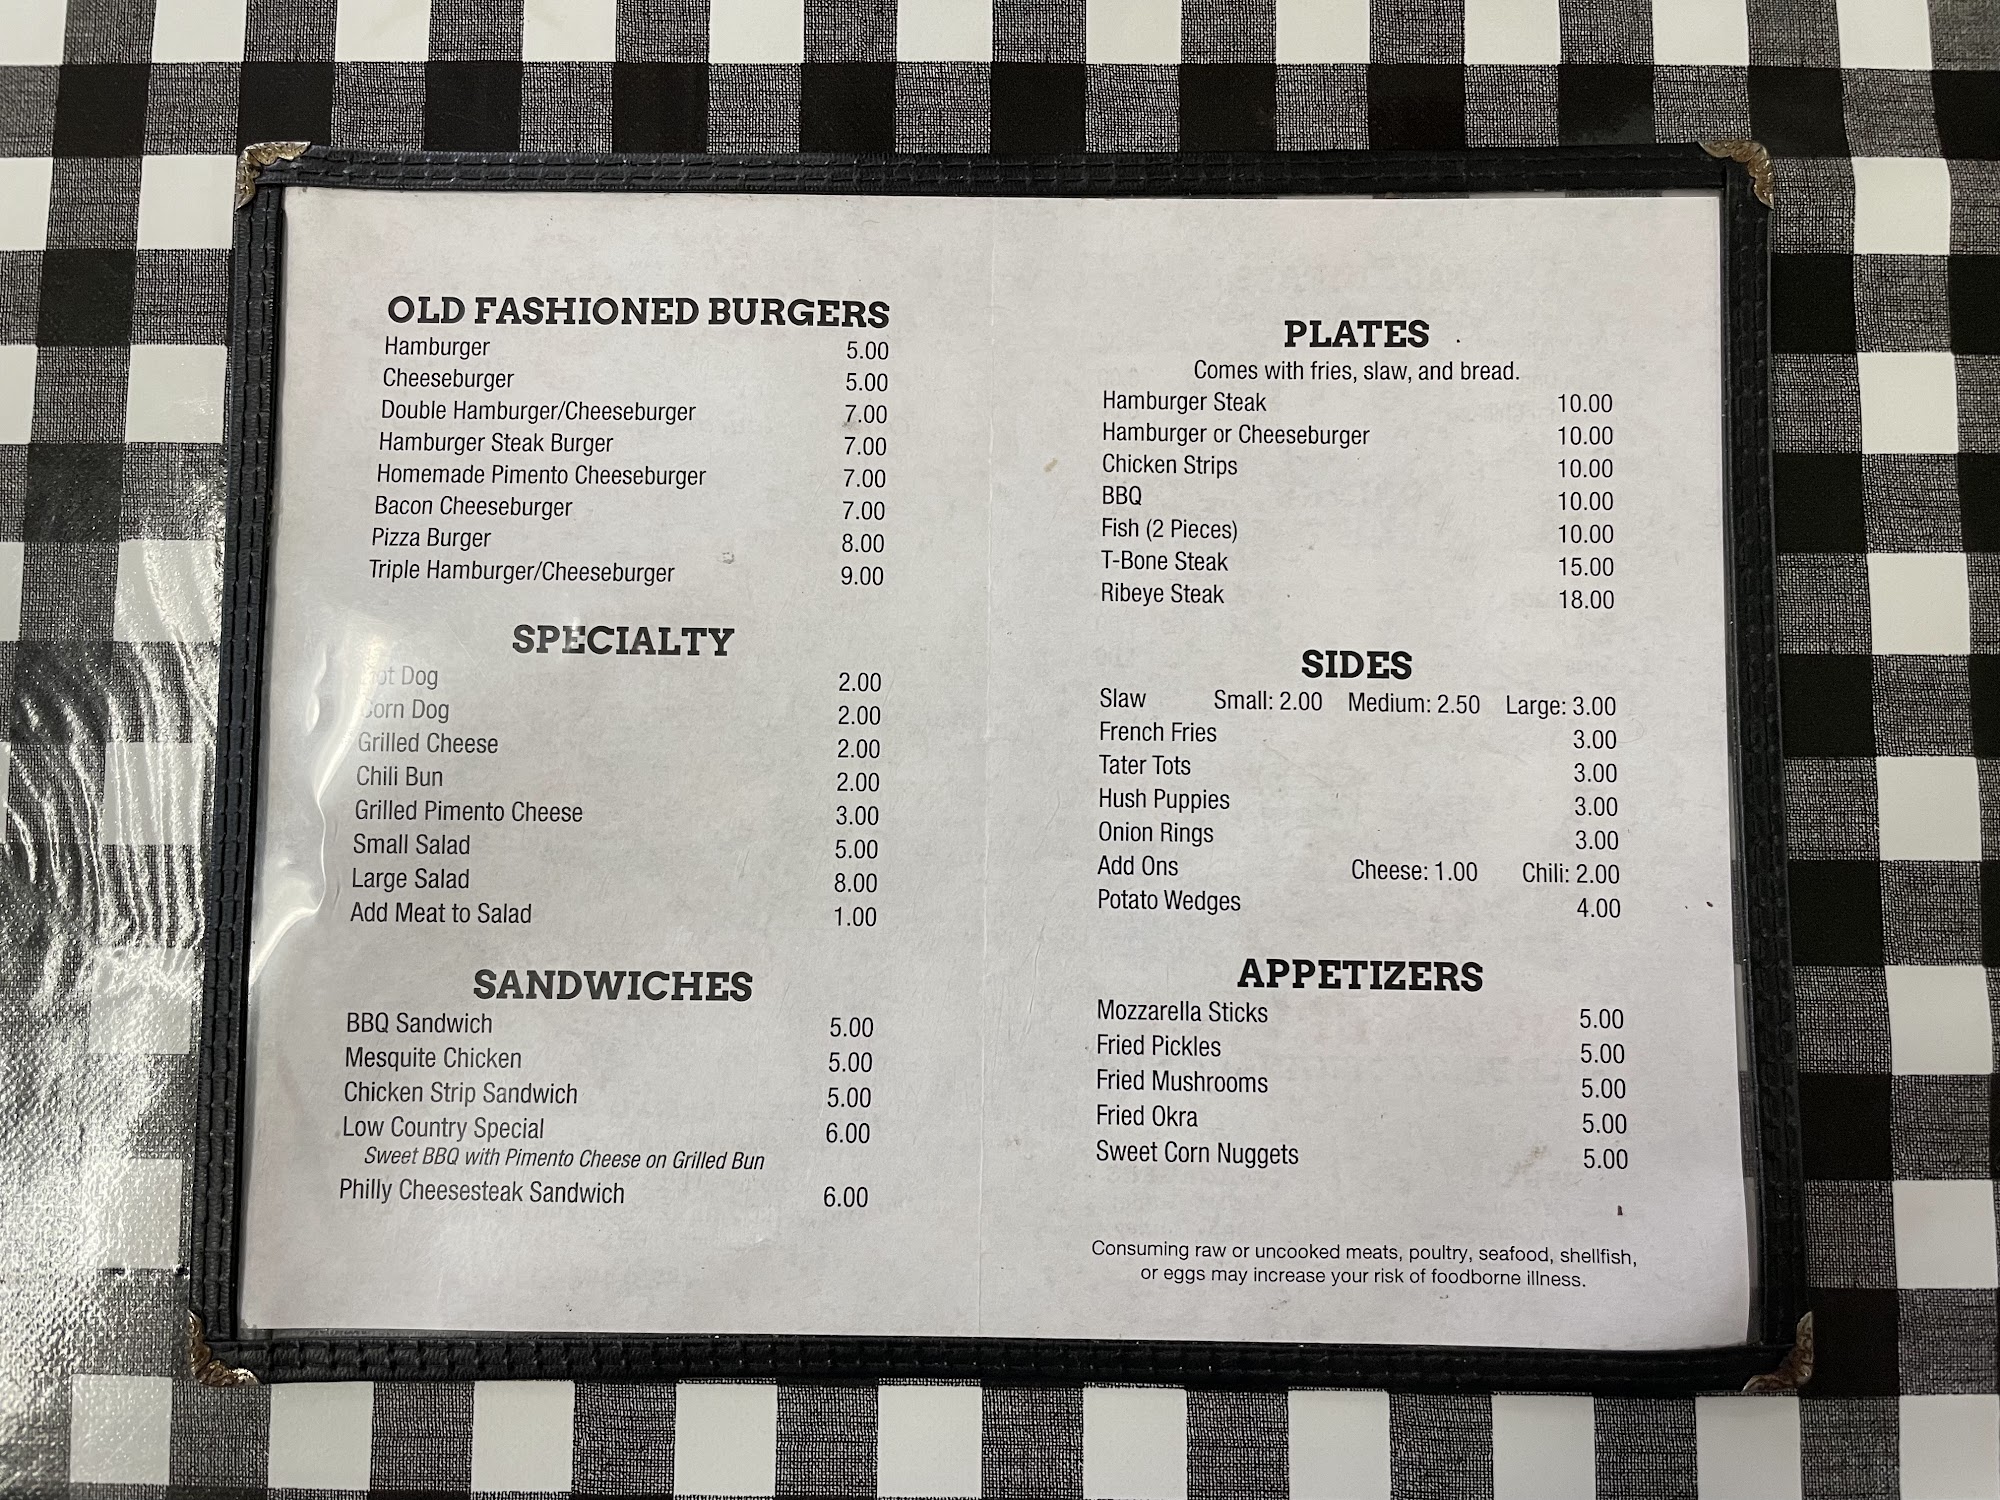 OLD FASHIONED BURGERS
Hamburger 5.00
Cheeseburger 5.00
Double Hamburger/Cheeseburger 7.00
Hamburger Steak Burger 7.00
Homemade Pimento Cheeseburger 7.00
Bacon Cheeseburger 7.00
Pizza Burger 8.00
Triple Hamburger/Cheeseburger 9.00
SPECIALTY
Hot Dog 2.00
Corn Dog 2.00
Grilled Cheese 2.00
Chili Bun 2.00
Grilled Pimento Cheese 3.00
Small Salad 5.00
Large Salad 8.00
Add Meat to Salad 1.00
SANDWICHES
BBQ Sandwich 5.00
Mesquite Chicken 5.00
Chicken Strip Sandwich 5.00
Low Country Special 6.00
Sweet BBQ with Pimento Cheese on Grilled Bun
Philly Cheesesteak Sandwich 6.00
PLATES
Comes with fries, slaw, and bread.
Hamburger Steak 10.00
Hamburger or Cheeseburger 10.00
Chicken Strips 10.00
BBQ 10.00
Fish (2 Pieces) 10.00
T-Bone Steak 15.00
Ribeye Steak 18.00
SIDES
Slaw Small: 2.00 Medium: 2.50 Large: 3.00
French Fries 3.00
Tater Tots 3.00
Hush Puppies 3.00
Onion Rings 3.00
Add Ons Cheese: 1.00 Chili: 2.00
Potato Wedges 4.00
APPETIZERS
Mozzarella Sticks 5.00
Fried Pickles 5.00
Fried Mushrooms 5.00
Fried Okra 5.00
Sweet Corn Nuggets 5.00
Consuming raw or uncooked meats, poultry, seafood, shellfish,
or eggs may increase your risk of foodborne illness.